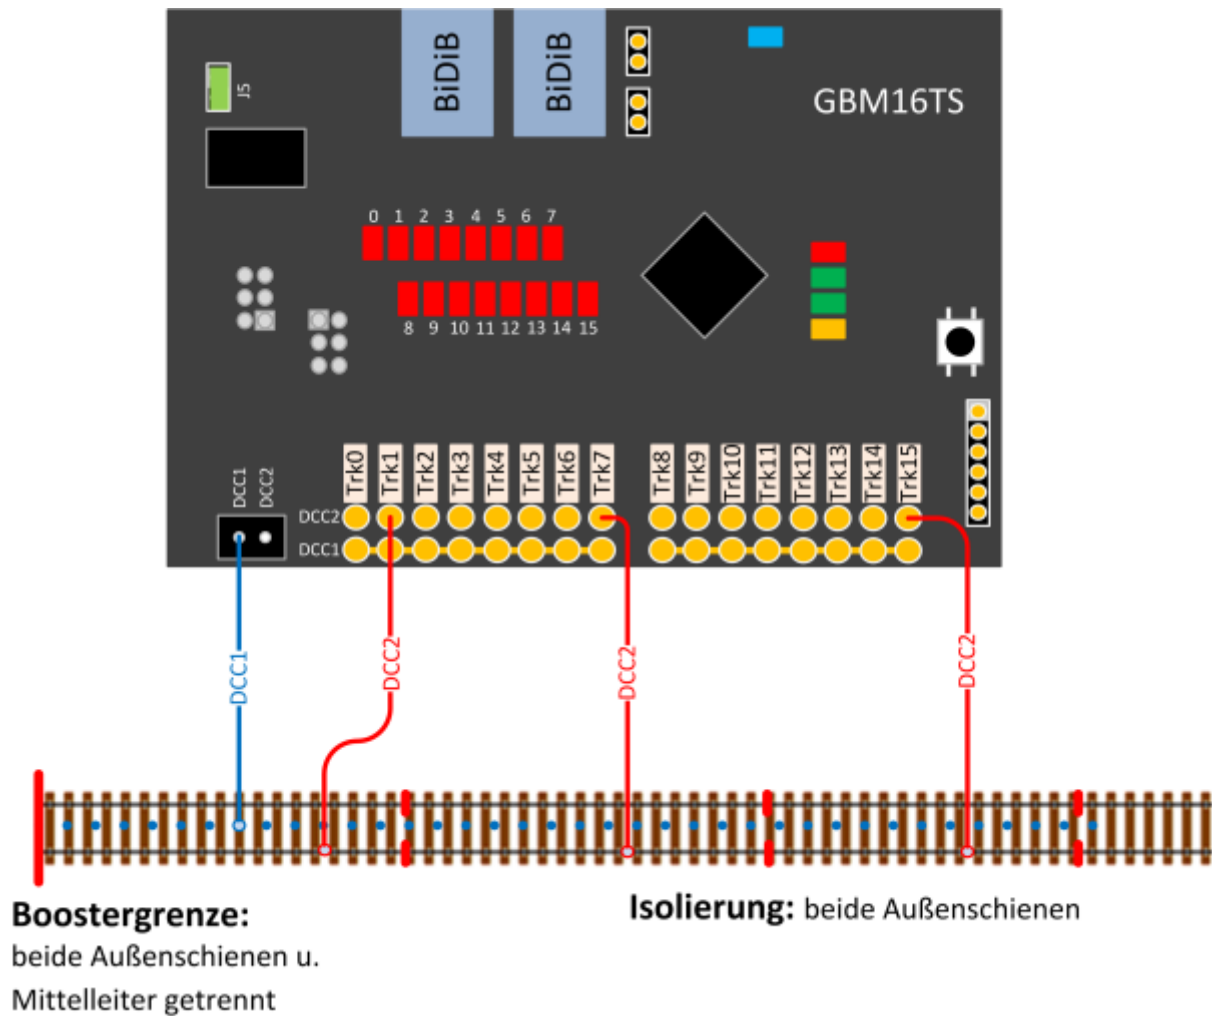 BiDiB
BiDiB
J5
GBM16TS
0 1 2 3 4 5 6 7
8 9 10 11 12 13 14 15
DCC1
DCC2
Trk0
Trk1
Trk2
Trk3
Trk4
Trk5
Trk6
Trk7
Trk8
Trk9
Trk10
Trk11
Trk12
Trk13
Trk14
Trk15
DCC2
DCC1
DCC1
DCC2
DCC2
DCC2
Boostergrenze:
beide Außenschienen u.
Mittelleiter getrennt
Isolierung: beide Außenschienen